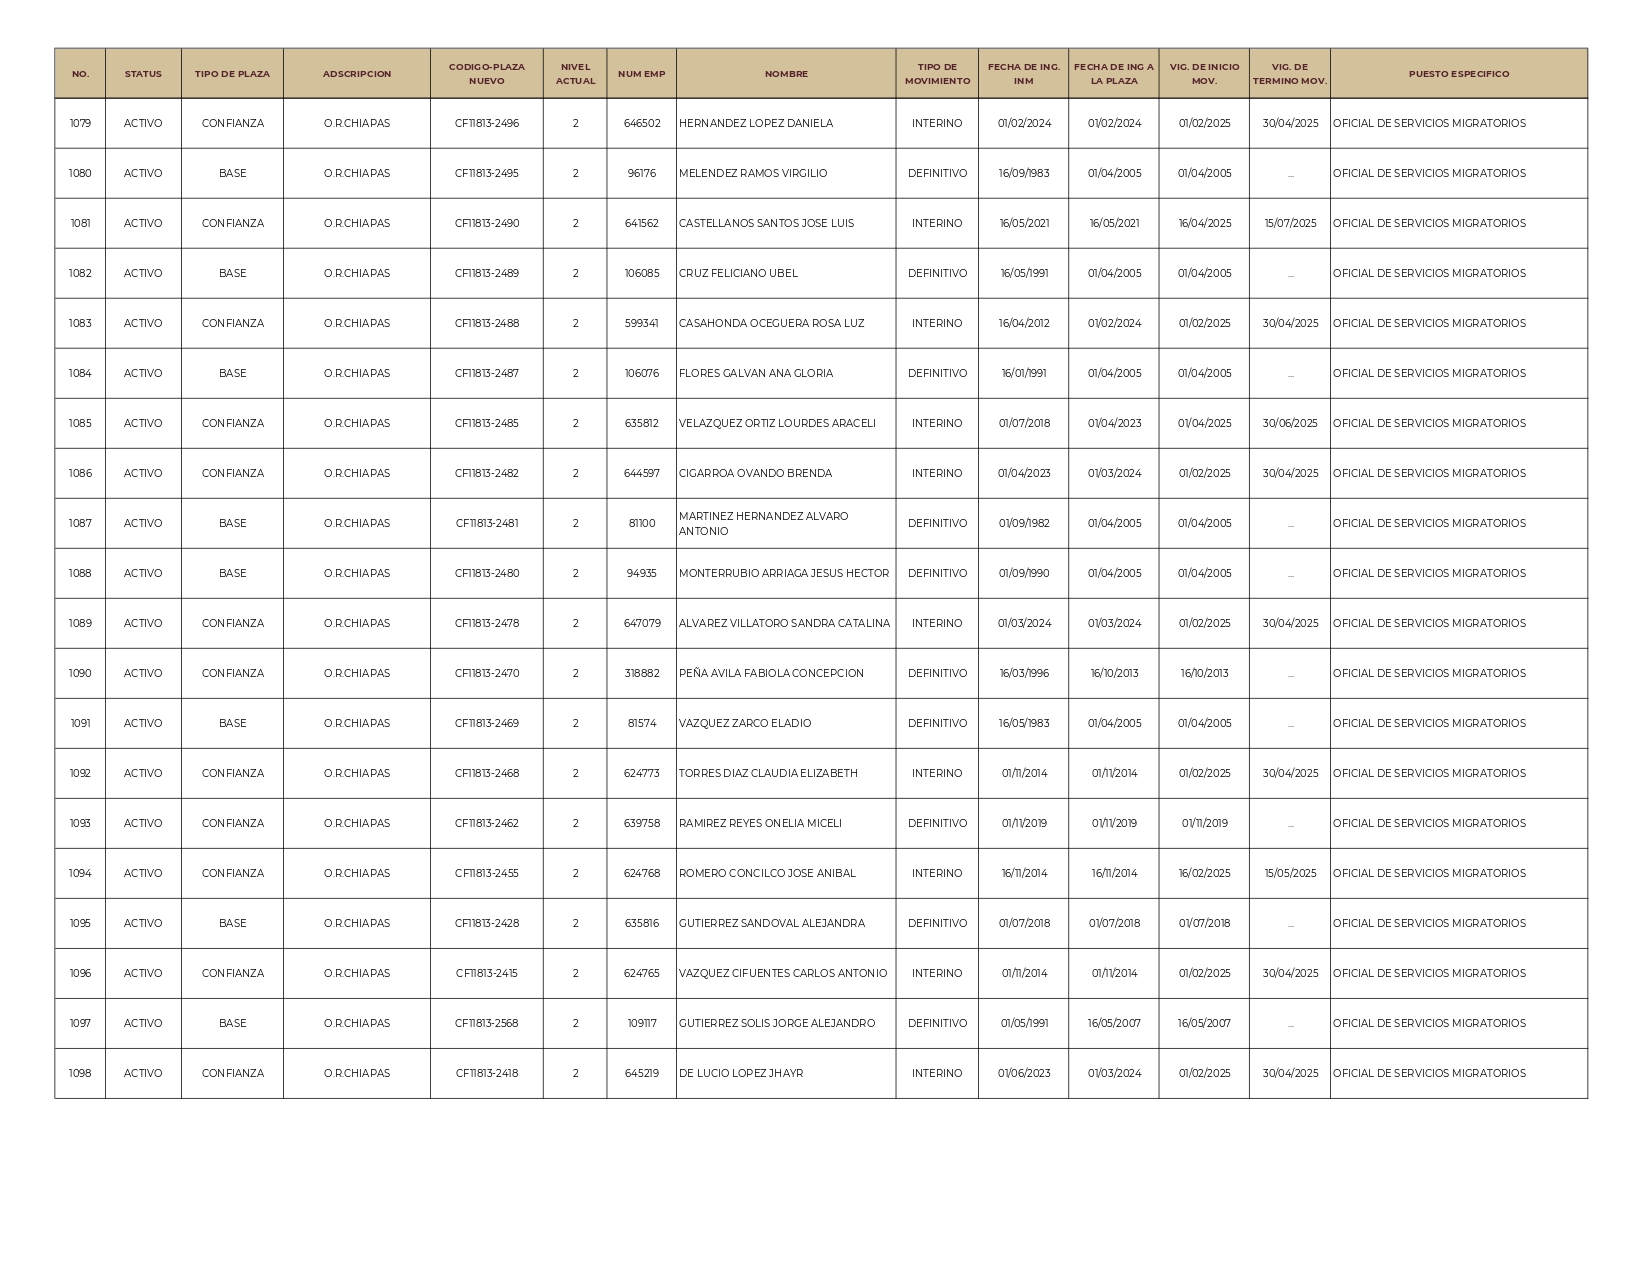 NO. STATUS TIPO DE PLAZA ADSCRIPCION CODIGO-PLAZA NUEVO NIVEL ACTUAL NUM EMP NOMBRE TIPO DE MOVIMIENTO FECHA DE ING. INM FECHA DE ING A LA PLAZA VIG. DE INICIO MOV. VIG. DE TERMINO MOV. PUESTO ESPECIFICO
1079 ACTIVO CONFIANZA O.R.CHIAPAS CF11813-2496 2 646502 HERNANDEZ LOPEZ DANIELA INTERINO 01/02/2024 01/02/2024 01/02/2025 30/04/2025 OFICIAL DE SERVICIOS MIGRATORIOS
1080 ACTIVO BASE O.R.CHIAPAS CF11813-2495 2 96176 MELENDEZ RAMOS VIRGILIO DEFINITIVO 16/09/1983 01/04/2005 01/04/2005 ... OFICIAL DE SERVICIOS MIGRATORIOS
1081 ACTIVO CONFIANZA O.R.CHIAPAS CF11813-2490 2 641562 CASTELLANOS SANTOS JOSE LUIS INTERINO 16/05/2021 16/05/2021 16/04/2025 15/07/2025 OFICIAL DE SERVICIOS MIGRATORIOS
1082 ACTIVO BASE O.R.CHIAPAS CF11813-2489 2 106085 CRUZ FELICIANO UBEL DEFINITIVO 16/05/1991 01/04/2005 01/04/2005 ... OFICIAL DE SERVICIOS MIGRATORIOS
1083 ACTIVO CONFIANZA O.R.CHIAPAS CF11813-2488 2 599341 CASAHONDA OCEGUERA ROSA LUZ INTERINO 16/04/2012 01/02/2024 01/02/2025 30/04/2025 OFICIAL DE SERVICIOS MIGRATORIOS
1084 ACTIVO BASE O.R.CHIAPAS CF11813-2487 2 106076 FLORES GALVAN ANA GLORIA DEFINITIVO 16/01/1991 01/04/2005 01/04/2005 ... OFICIAL DE SERVICIOS MIGRATORIOS
1085 ACTIVO CONFIANZA O.R.CHIAPAS CF11813-2485 2 635812 VELAZQUEZ ORTIZ LOURDES ARACELI INTERINO 01/07/2018 01/04/2023 01/04/2025 30/06/2025 OFICIAL DE SERVICIOS MIGRATORIOS
1086 ACTIVO CONFIANZA O.R.CHIAPAS CF11813-2482 2 644597 CIGARROA OVANDO BRENDA INTERINO 01/04/2023 01/03/2024 01/02/2025 30/04/2025 OFICIAL DE SERVICIOS MIGRATORIOS
1087 ACTIVO BASE O.R.CHIAPAS CF11813-2481 2 81100 MARTINEZ HERNANDEZ ALVARO ANTONIO DEFINITIVO 01/09/1982 01/04/2005 01/04/2005 ... OFICIAL DE SERVICIOS MIGRATORIOS
1088 ACTIVO BASE O.R.CHIAPAS CF11813-2480 2 94935 MONTERRUBIO ARRIAGA JESUS HECTOR DEFINITIVO 01/09/1990 01/04/2005 01/04/2005 ... OFICIAL DE SERVICIOS MIGRATORIOS
1089 ACTIVO CONFIANZA O.R.CHIAPAS CF11813-2478 2 647079 ALVAREZ VILLATORO SANDRA CATALINA INTERINO 01/03/2024 01/03/2024 01/02/2025 30/04/2025 OFICIAL DE SERVICIOS MIGRATORIOS
1090 ACTIVO CONFIANZA O.R.CHIAPAS CF11813-2470 2 318882 PEÑA AVILA FABIOLA CONCEPCION DEFINITIVO 16/03/1996 16/10/2013 16/10/2013 ... OFICIAL DE SERVICIOS MIGRATORIOS
1091 ACTIVO BASE O.R.CHIAPAS CF11813-2469 2 81574 VAZQUEZ ZARCO ELADIO DEFINITIVO 16/05/1983 01/04/2005 01/04/2005 ... OFICIAL DE SERVICIOS MIGRATORIOS
1092 ACTIVO CONFIANZA O.R.CHIAPAS CF11813-2468 2 624773 TORRES DIAZ CLAUDIA ELIZABETH INTERINO 01/11/2014 01/11/2014 01/02/2025 30/04/2025 OFICIAL DE SERVICIOS MIGRATORIOS
1093 ACTIVO CONFIANZA O.R.CHIAPAS CF11813-2462 2 639758 RAMIREZ REYES ONELIA MICELI DEFINITIVO 01/11/2019 01/11/2019 01/11/2019 ... OFICIAL DE SERVICIOS MIGRATORIOS
1094 ACTIVO CONFIANZA O.R.CHIAPAS CF11813-2455 2 624768 ROMERO CONCILCO JOSE ANIBAL INTERINO 16/11/2014 16/11/2014 16/02/2025 15/05/2025 OFICIAL DE SERVICIOS MIGRATORIOS
1095 ACTIVO BASE O.R.CHIAPAS CF11813-2428 2 635816 GUTIERREZ SANDOVAL ALEJANDRA DEFINITIVO 01/07/2018 01/07/2018 01/07/2018 ... OFICIAL DE SERVICIOS MIGRATORIOS
1096 ACTIVO CONFIANZA O.R.CHIAPAS CF11813-2415 2 624765 VAZQUEZ CIFUENTES CARLOS ANTONIO INTERINO 01/11/2014 01/11/2014 01/02/2025 30/04/2025 OFICIAL DE SERVICIOS MIGRATORIOS
1097 ACTIVO BASE O.R.CHIAPAS CF11813-2568 2 109117 GUTIERREZ SOLIS JORGE ALEJANDRO DEFINITIVO 01/05/1991 16/05/2007 16/05/2007 ... OFICIAL DE SERVICIOS MIGRATORIOS
1098 ACTIVO CONFIANZA O.R.CHIAPAS CF11813-2418 2 645219 DE LUCIO LOPEZ JHAYR INTERINO 01/06/2023 01/03/2024 01/02/2025 30/04/2025 OFICIAL DE SERVICIOS MIGRATORIOS